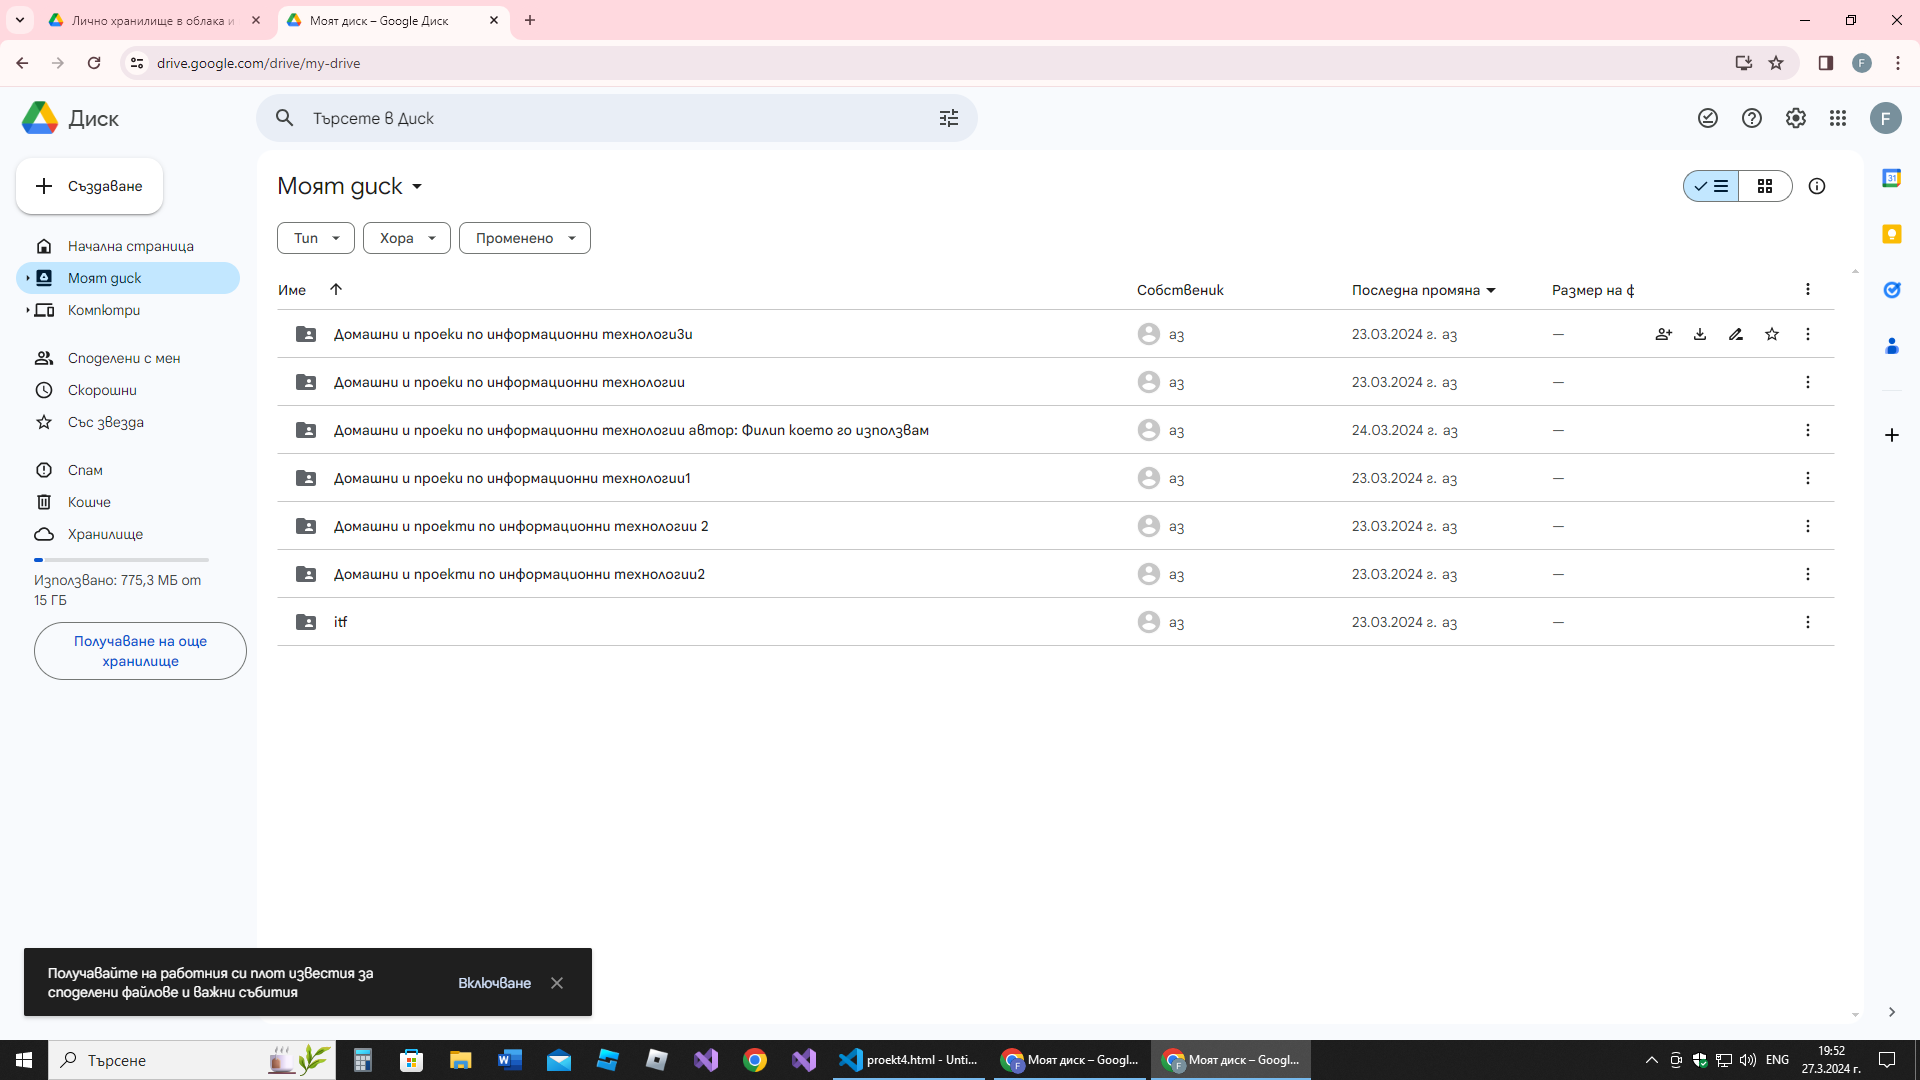 Лично хранилище в облака и
Моят диск – Google Диск
drive.google.com/drive/my-drive
F
Диск
Търсете в Диск
F
Създаване
Моят диск
31
Тип
Хора
Променено
Начална страница
Моят диск
Компютри
Споделени с мен
Скорошни
Със звезда
Спам
Кошче
Хранилище
Използвано: 775,3 МБ от
15 ГБ
Получаване на още
хранилище
Име
Собственик
Последна промяна
Размер на ф
Домашни и проеки по информационни технологи3и аз 23.03.2024 г. аз —
Домашни и проеки по информационни технологии аз 23.03.2024 г. аз —
Домашни и проеки по информационни технологии автор: Филип което го използвам аз 24.03.2024 г. аз —
Домашни и проеки по информационни технологии1 аз 23.03.2024 г. аз —
Домашни и проекти по информационни технологии 2 аз 23.03.2024 г. аз —
Домашни и проекти по информационни технологии2 аз 23.03.2024 г. аз —
itf аз 23.03.2024 г. аз —
Получавайте на работния си плот известия за
споделени файлове и важни събития
Включване
Търсене
proekt4.html - Unti...
Моят диск – Googl...
Моят диск – Googl...
ENG
19:52
27.3.2024 г.